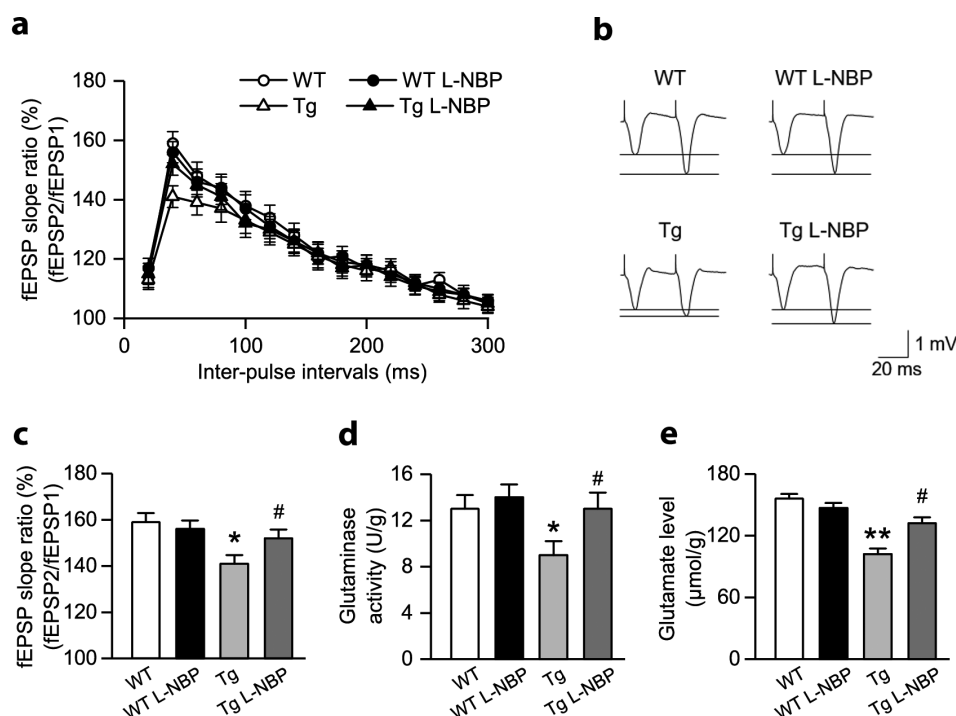 a
180
160
140
120
100
fEPSP slope ratio (%)
(fEPSP2/fEPSP1)
WT
WT L-NBP
Tg
Tg L-NBP
0
100
200
300
Inter-pulse intervals (ms)
b
WT
WT L-NBP
Tg
Tg L-NBP
1 mV
20 ms
c
180
160
140
120
100
fEPSP slope ratio (%)
(fEPSP2/fEPSP1)
*
#
WT
WT L-NBP
Tg
Tg L-NBP
d
16
12
8
4
0
Glutaminase
activity (U/g)
*
#
WT
WT L-NBP
Tg
Tg L-NBP
e
180
120
60
0
Glutamate level
(μmol/g)
**
#
WT
WT L-NBP
Tg
Tg L-NBP